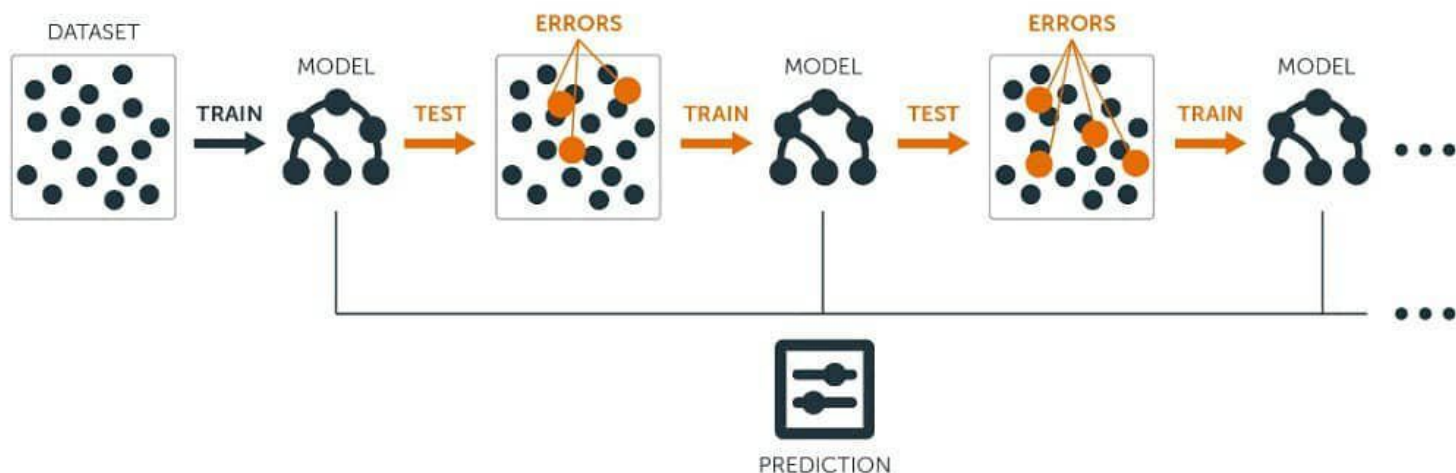 DATASET
TRAIN
MODEL
TEST
ERRORS
TRAIN
MODEL
TEST
ERRORS
TRAIN
MODEL
PREDICTION